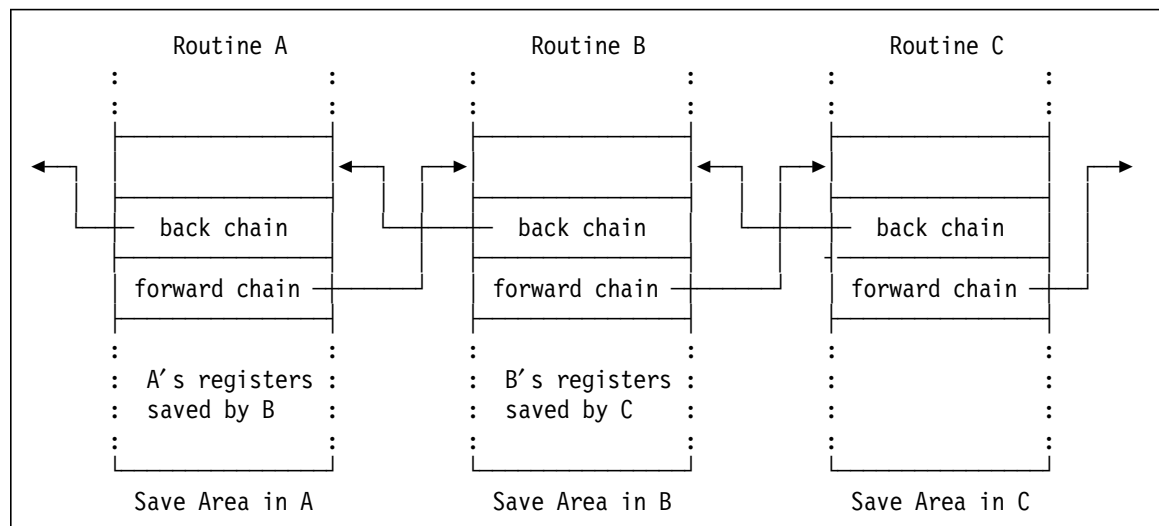 Routine A Routine B Routine C
back chain back chain back chain
forward chain forward chain forward chain
A's registers B's registers
saved by B saved by C
Save Area in A Save Area in B Save Area in C